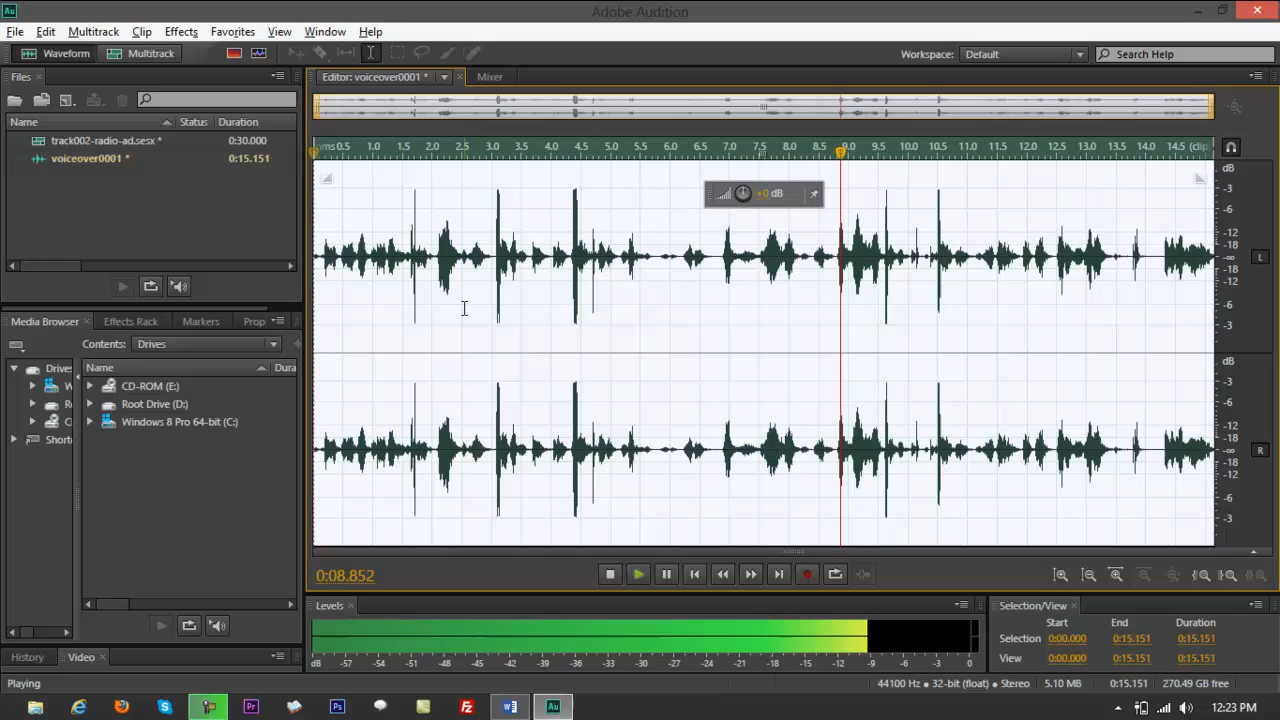 Au
Adobe Audition
File Edit Multitrack Clip Effects Favorites View Window Help
Waveform Multitrack Workspace: Default Search Help
Files Editor: voiceover0001 * Mixer
Name Status Duration
track002-radio-ad.sesx * 0:30.000
voiceover0001 * 0:15.151
hms 0.5 1.0 1.5 2.0 2.5 3.0 3.5 4.0 4.5 5.0 5.5 6.0 6.5 7.0 7.5 8.0 8.5 9.0 9.5 10.0 10.5 11.0 11.5 12.0 12.5 13.0 13.5 14.0 14.5 (clip
dB
-3
-6
-12
-18
-∞
-18
-12
-6
-3
L
+0 dB
dB
-3
-6
-12
-18
-∞
-18
-12
-6
-3
R
Media Browser Effects Rack Markers Prop
Contents: Drives
Drives Name Dura
W CD-ROM (E:)
R Root Drive (D:)
C Windows 8 Pro 64-bit (C:)
Short
0:08.852
Levels
dB -57 -54 -51 -48 -45 -42 -39 -36 -33 -30 -27 -24 -21 -18 -15 -12 -9 -6 -3 0
Selection/View
Start End Duration
Selection 0:00.000 0:15.151 0:15.151
View 0:00.000 0:15.151 0:15.151
History Video
Playing 44100 Hz • 32-bit (float) • Stereo 5.10 MB 0:15.151 270.49 GB free
Pr Ps Fz W Au
12:23 PM